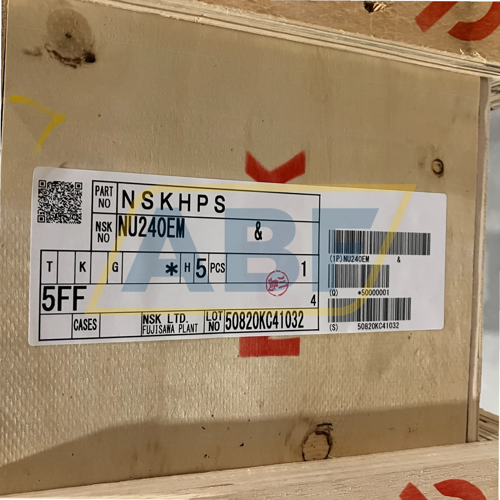 PART NO NSKHPS
NSK NO NU240EM &
T K G * H 5 PCS 1
5FF 4
CASES NSK LTD. FUJISAWA PLANT LOT NO 50820KC41032
(1P) NU240EM &
(Q) *50000001
(S) 50820KC41032
ABF